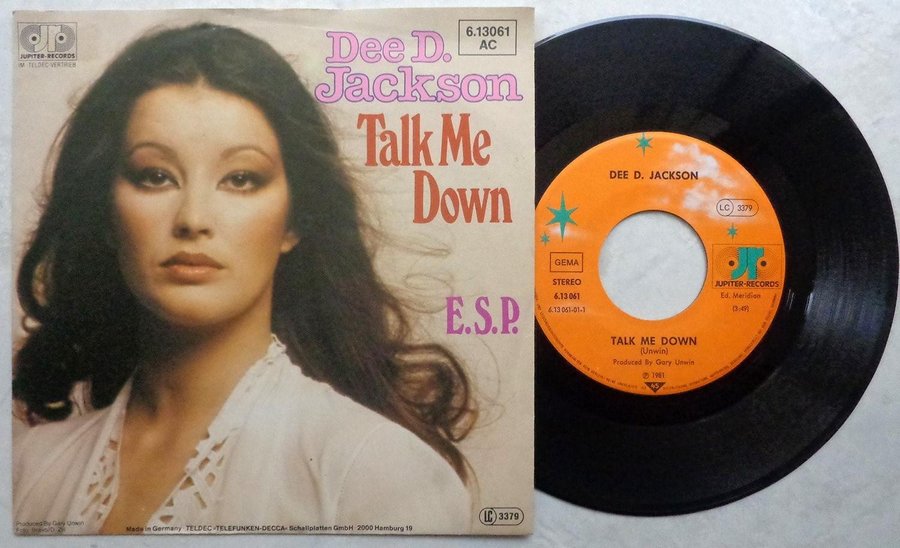 JUPITER-RECORDS
IM TELDEC-VERTRIEB
6.13061
AC
Dee D.
Jackson
Talk Me
Down
E.S.P.
Produced By Gary Unwin
Made in Germany · TELDEC »TELEFUNKEN-DECCA« Schallplatten GmbH · 2000 Hamburg 19
LC 3379
DEE D. JACKSON
LC 3379
GEMA
STEREO
6.13 061
6.13 061-01-1
JUPITER-RECORDS
Ed. Meridian
(3:49)
TALK ME DOWN
(Unwin)
Produced By Gary Unwin
℗ 1981